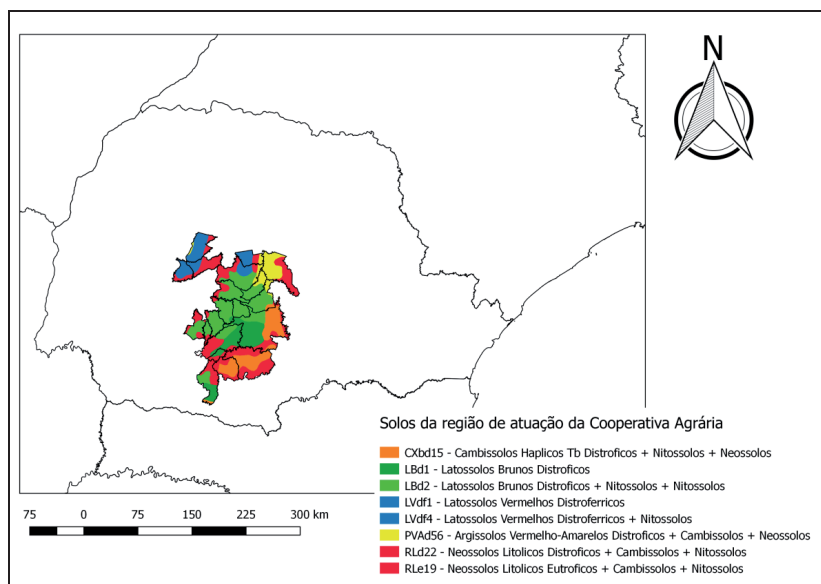 N
Solos da região de atuação da Cooperativa Agrária
CXbd15 - Cambissolos Haplicos Tb Distroficos + Nitossolos + Neossolos
LBd1 - Latossolos Brunos Distroficos
LBd2 - Latossolos Brunos Distroficos + Nitossolos + Nitossolos
LVdf1 - Latossolos Vermelhos Distroferricos
LVdf4 - Latossolos Vermelhos Distroferricos + Nitossolos
PVAd56 - Argissolos Vermelho-Amarelos Distroficos + Cambissolos + Neossolos
RLd22 - Neossolos Litolicos Distroficos + Cambissolos + Nitossolos
RLe19 - Neossolos Litolicos Eutroficos + Cambissolos + Nitossolos
75 0 75 150 225 300 km